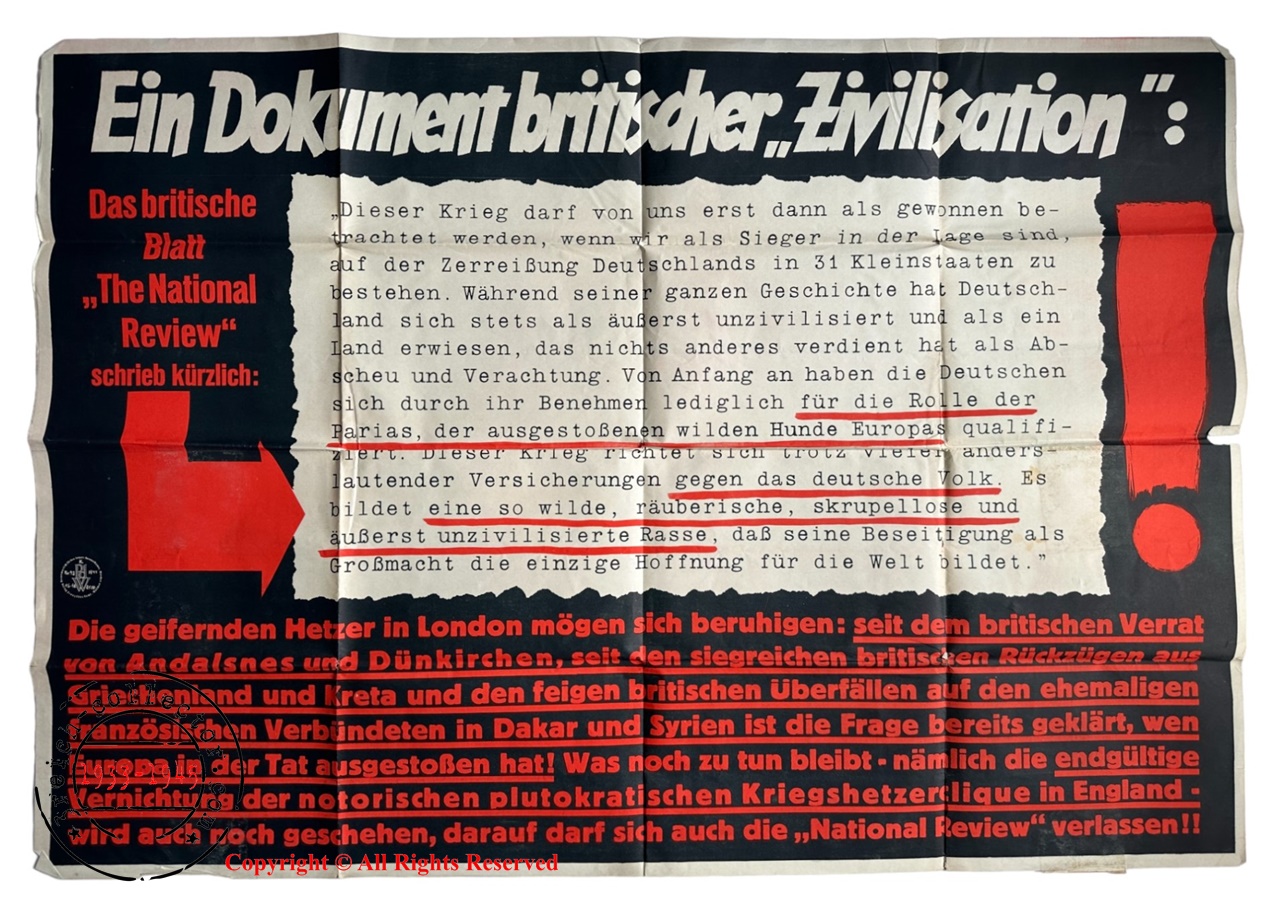 Ein Dokument britischer „Zivilisation“:
Das britische
Blatt
„The National
Review“
schrieb kürzlich:
„Dieser Krieg darf von uns erst dann als gewonnen be-
trachtet werden, wenn wir als Sieger in der Lage sind,
auf der Zerreißung Deutschlands in 31 Kleinstaaten zu
bestehen. Während seiner ganzen Geschichte hat Deutsch-
land sich stets als äußerst unzivilisiert und als ein
Land erwiesen, das nichts anderes verdient hat als Ab-
scheu und Verachtung. Von Anfang an haben die Deutschen
sich durch ihr Benehmen lediglich für die Rolle der
Parias, der ausgestoßenen wilden Hunde Europas qualifi-
ziert. Dieser Krieg richtet sich trotz vieler anders-
lautender Versicherungen gegen das deutsche Volk. Es
bildet eine so wilde, räuberische, skrupellose und
äußerst unzivilisierte Rasse, daß seine Beseitigung als
Großmacht die einzige Hoffnung für die Welt bildet.”
Die geifernden Hetzer in London mögen sich beruhigen: seit dem britischen Verrat
von Andalsnes und Dünkirchen, seit den siegreichen britischen Rückzügen aus
Griechenland und Kreta und den feigen britischen Überfällen auf den ehemaligen
französischen Verbündeten in Dakar und Syrien ist die Frage bereits geklärt, wen
Europa in der Tat ausgestoßen hat! Was noch zu tun bleibt - nämlich die endgültige
Vernichtung der notorischen plutokratischen Kriegshetzerclique in England -
wird auch noch geschehen, darauf darf sich auch die „National Review“ verlassen!!
1933-1945
Copyright © All Rights Reserved